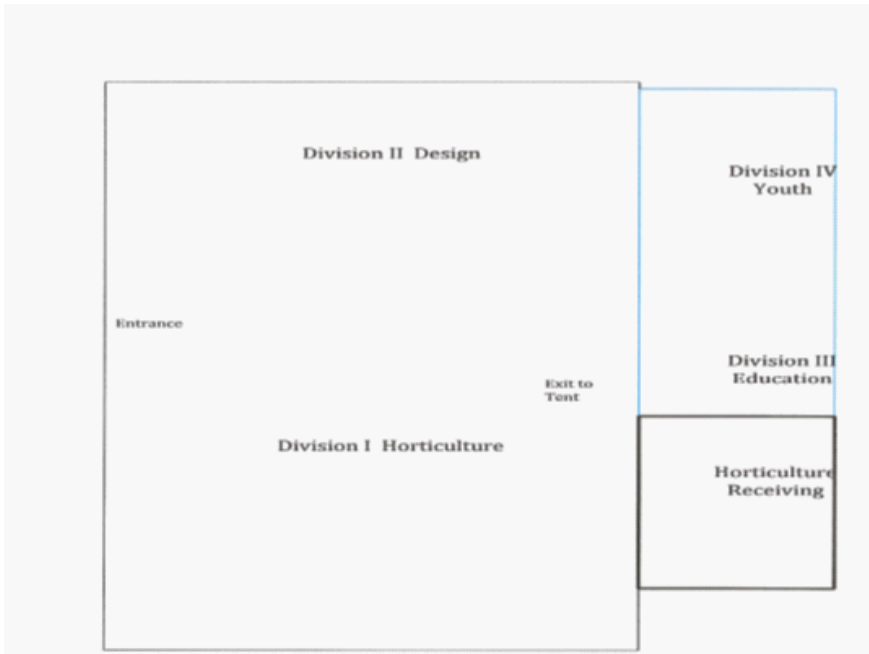 Division II Design
Division IV
Youth
Entrance
Division III
Education
Exit to
Tent
Division I Horticulture
Horticulture
Receiving